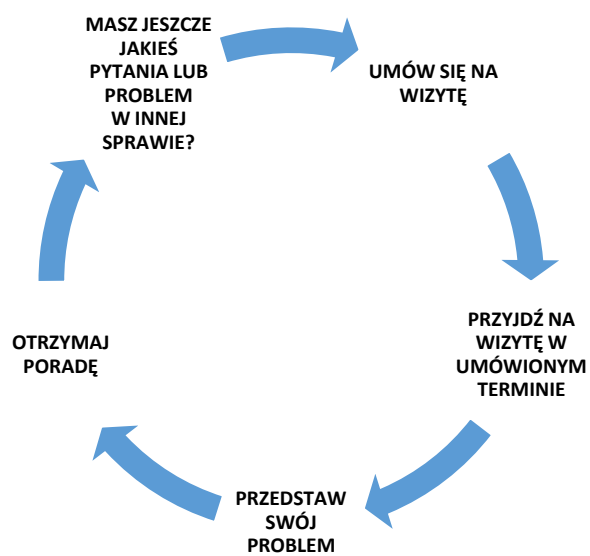 MASZ JESZCZE
JAKIEŚ
PYTANIA LUB
PROBLEM
W INNEJ
SPRAWIE?
UMÓW SIĘ NA
WIZYTĘ
PRZYJDŹ NA
WIZYTĘ W
UMÓWIONYM
TERMINIE
PRZEDSTAW
SWÓJ
PROBLEM
OTRZYMAJ
PORADĘ